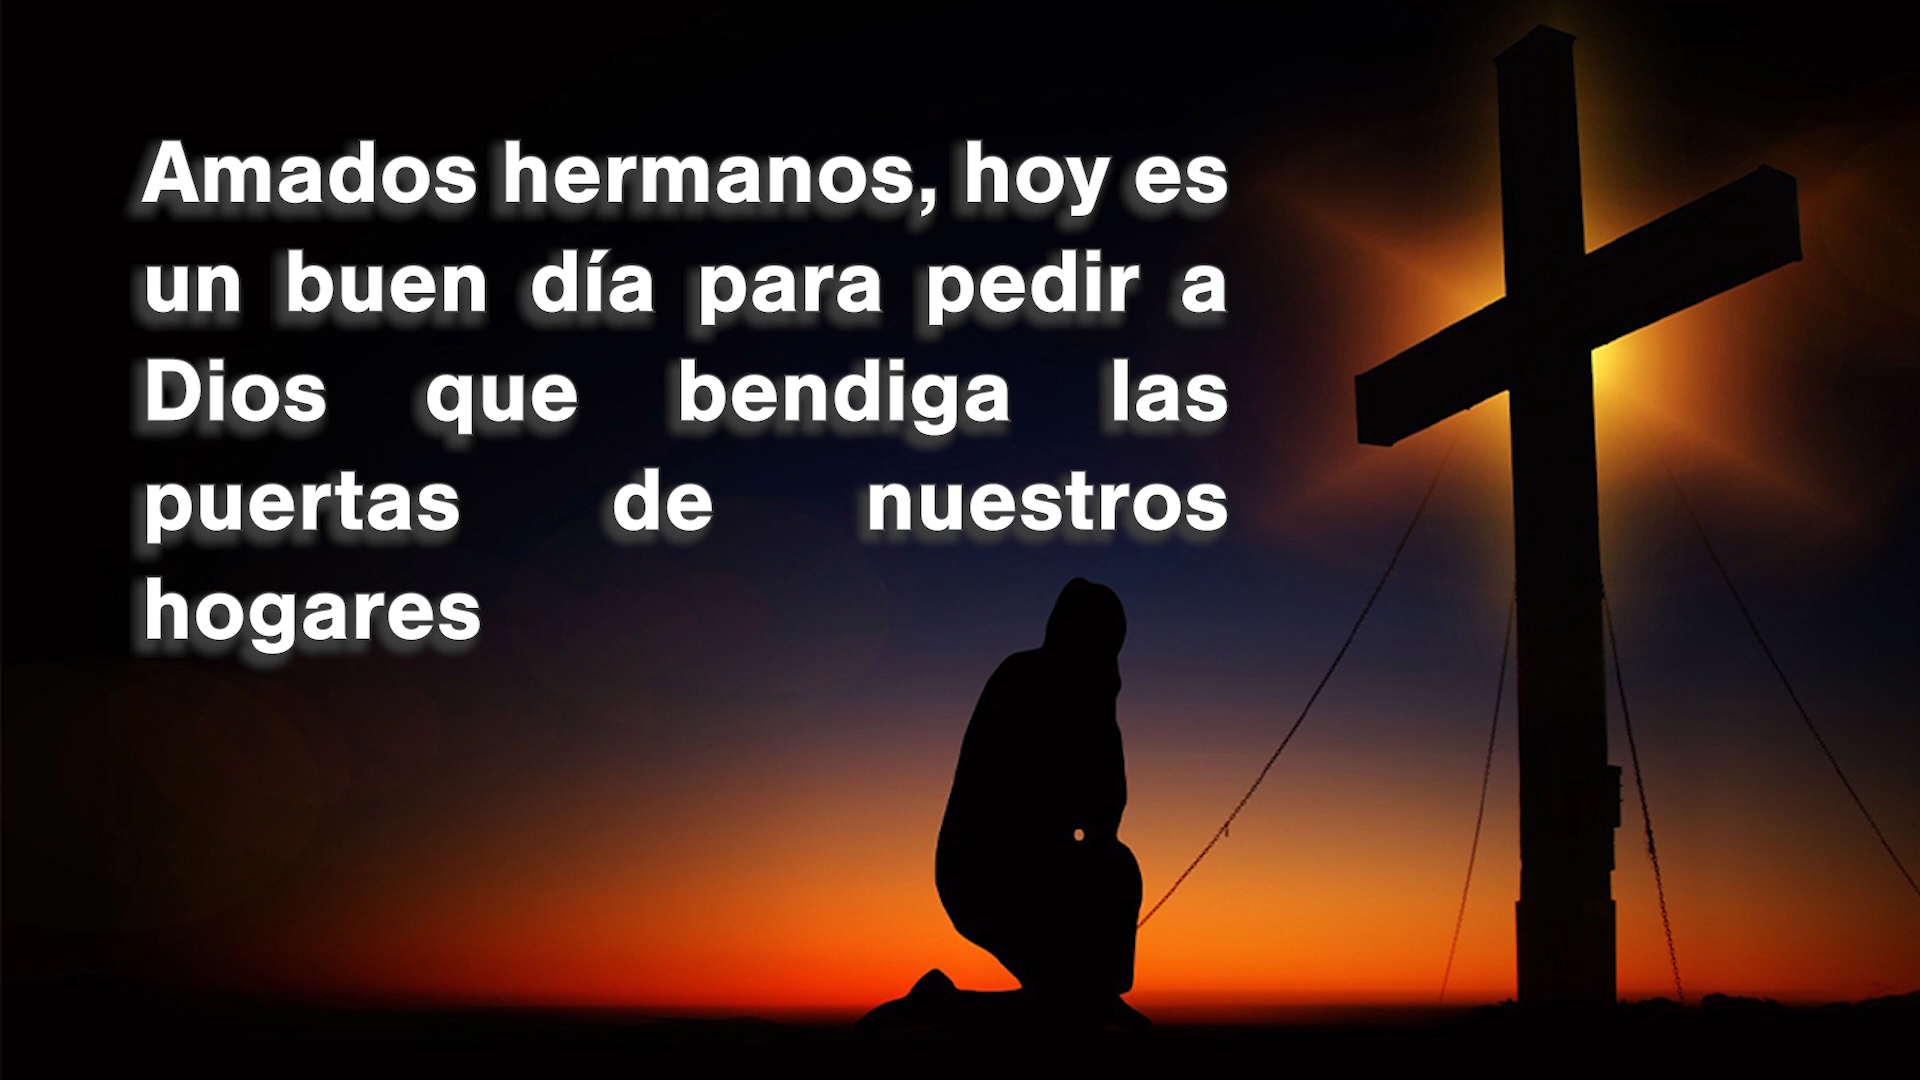 Amados hermanos, hoy es
un buen día para pedir a
Dios que bendiga las
puertas de nuestros
hogares